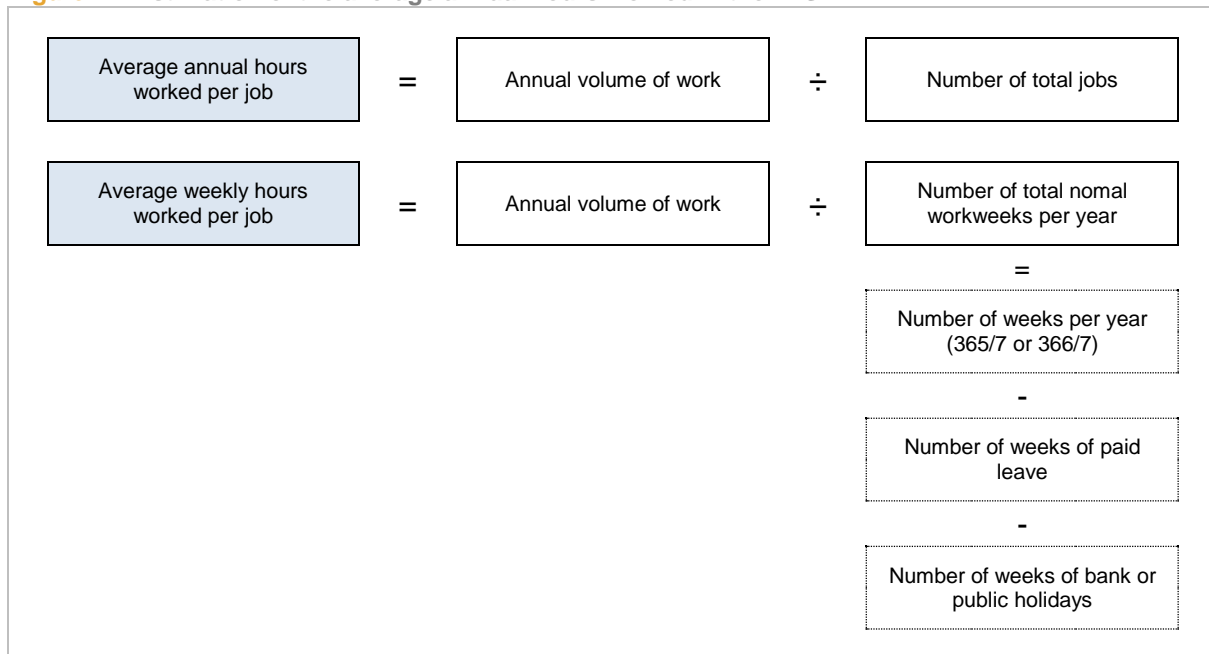 Average annual hours
worked per job
=
Annual volume of work
÷
Number of total jobs
Average weekly hours
worked per job
=
Annual volume of work
÷
Number of total nomal
workweeks per year
=
Number of weeks per year
(365/7 or 366/7)
-
Number of weeks of paid
leave
-
Number of weeks of bank or
public holidays